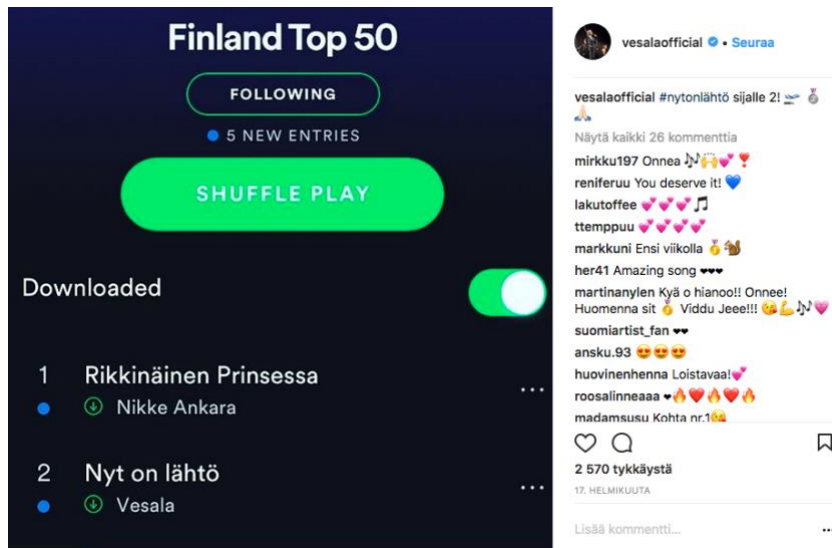 Finland Top 50
FOLLOWING
5 NEW ENTRIES
SHUFFLE PLAY
Downloaded
1 Rikkinäinen Prinsessa
Nikke Ankara
2 Nyt on lähtö
Vesala
vesalaofficial • Seuraa
vesalaofficial #nytonlähtö sijalle 2!
Näytä kaikki 26 kommenttia
mirkku197 Onnea
reniferuu You deserve it!
lakutoffee
ttemppuu
markkuni Ensi viikolla
her41 Amazing song
martinanylen Kyä o hianoo!! Onnee!
Huomenna sit Viddu Jeee!!!
suomiartist_fan
ansku.93
huovinenhenna Loistavaa!
roosalinneaaa
madamsusu Kohta nr.1
2 570 tykkäystä
17. HELMIKUUTA
Lisää kommentti...